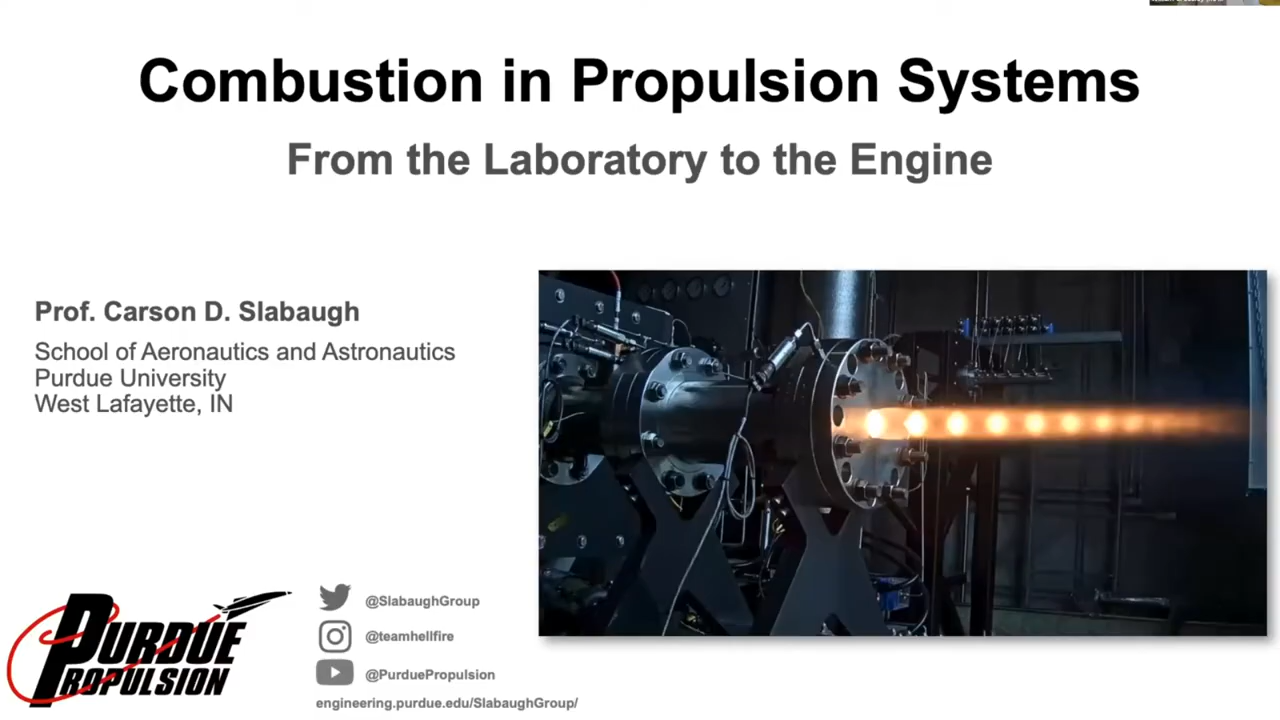 Combustion in Propulsion Systems
From the Laboratory to the Engine
Prof. Carson D. Slabaugh
School of Aeronautics and Astronautics
Purdue University
West Lafayette, IN
PURDUE
PROPULSION
@SlabaughGroup
@teamhellfire
@PurduePropulsion
engineering.purdue.edu/SlabaughGroup/